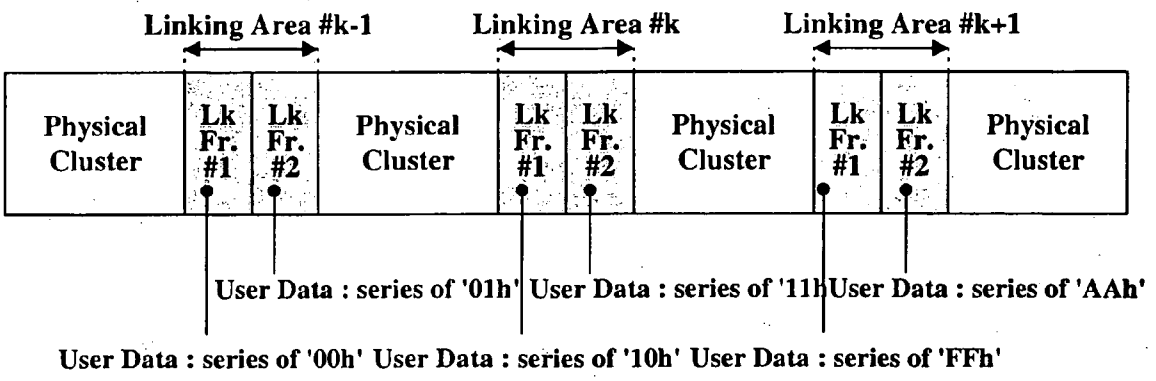 Linking Area #k-1 Linking Area #k Linking Area #k+1
Physical Cluster
Lk Fr. #1
Lk Fr. #2
Physical Cluster
Lk Fr. #1
Lk Fr. #2
Physical Cluster
Lk Fr. #1
Lk Fr. #2
Physical Cluster
User Data : series of '01h' User Data : series of '11h User Data : series of 'AAh'
User Data : series of '00h' User Data : series of '10h' User Data : series of 'FFh'